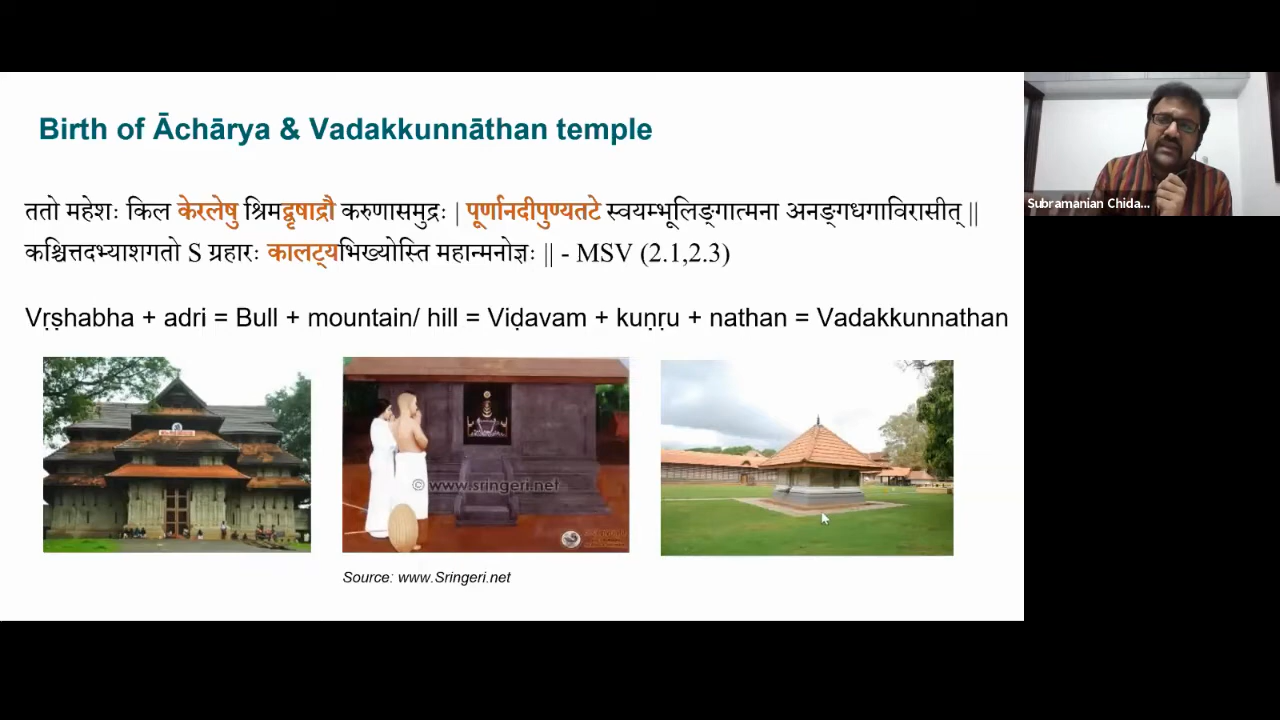 Birth of Āchārya & Vadakkunnāthan temple
ततो महेशः किल केरलेषु श्रिमद्वृषाद्रौ करुणासमुद्रः | पूर्णानदीपुण्यतटे स्वयम्भूलिङ्गात्मना अनङ्गधगाविरासीत् ||
कश्चित्तदभ्याशगतो S ग्रहारः कालट्यभिख्योस्ति महान्मनोज्ञः || - MSV (2.1,2.3)
Vṛṣhabha + adri = Bull + mountain/ hill = Viḍavam + kuṇṛu + nathan = Vadakkunnathan
© www.sringeri.net
Source: www.Sringeri.net
Subramanian Chida...